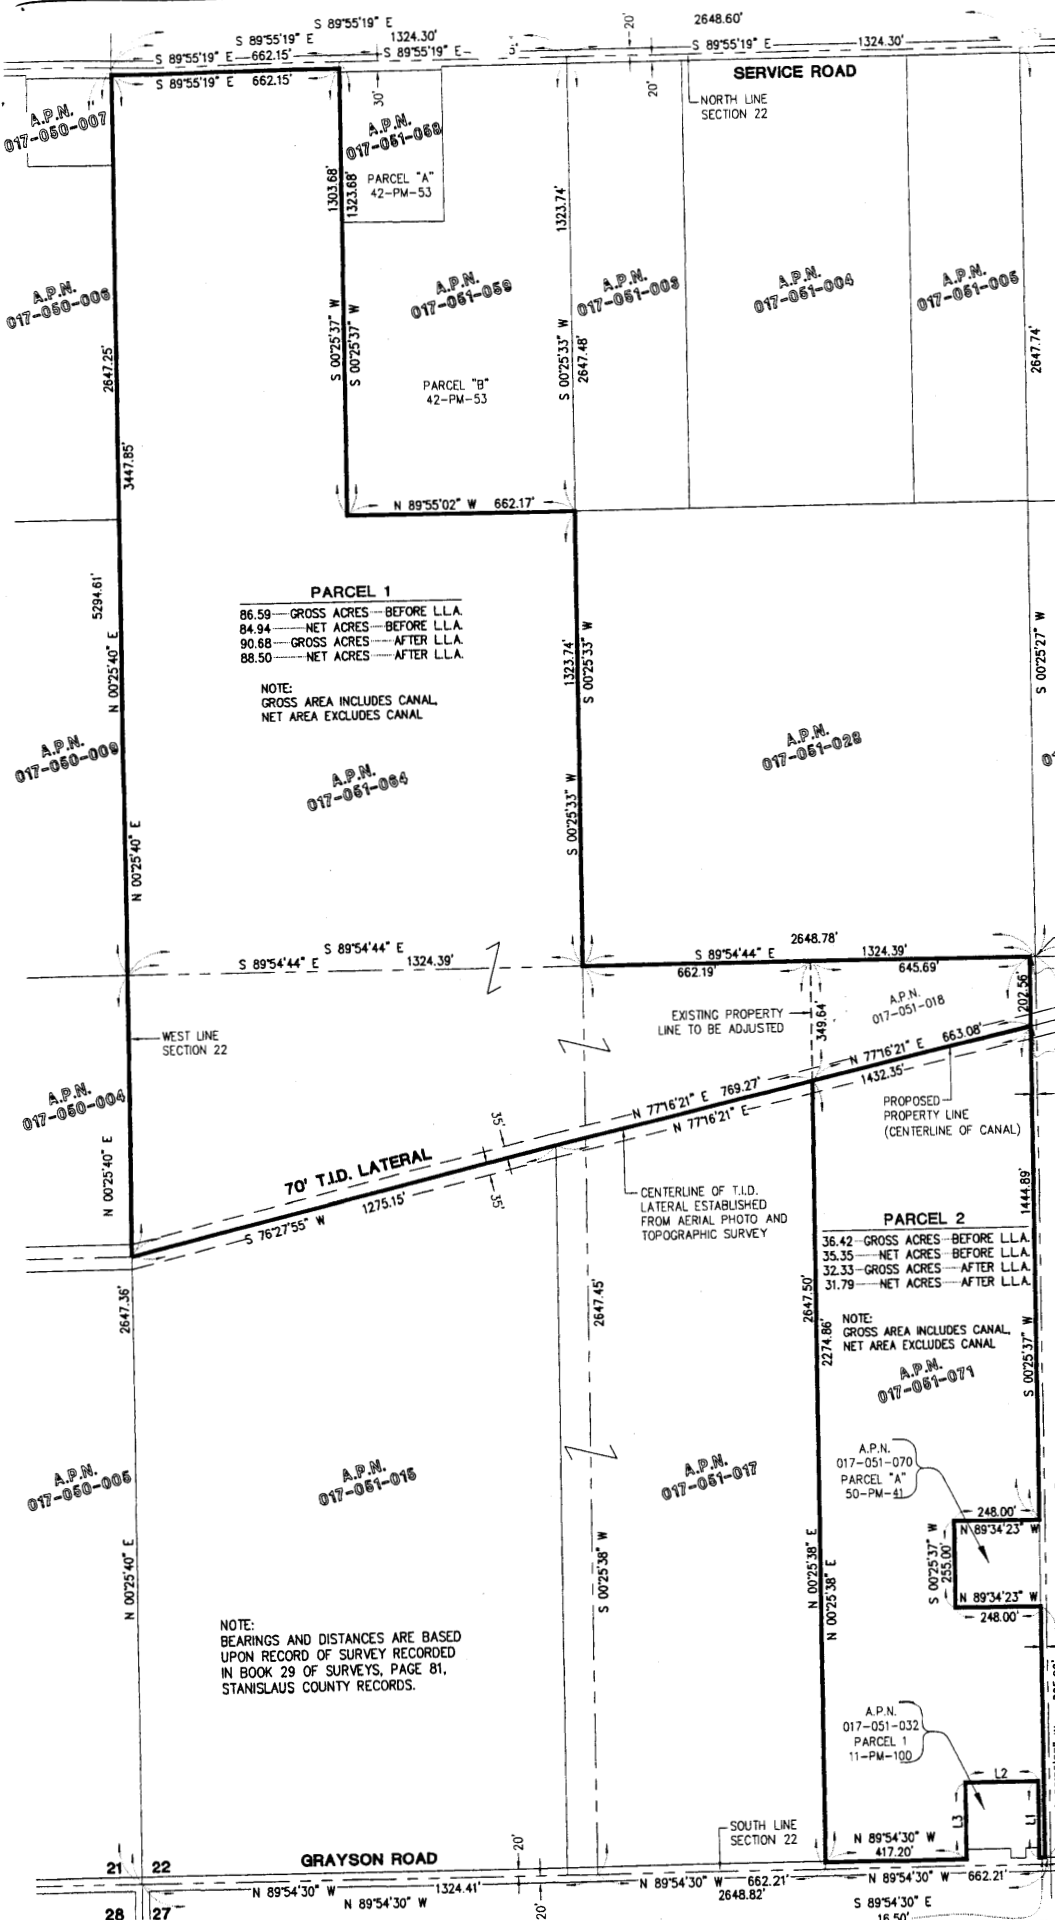 S 89°55'19" E 2648.60'
S 89°55'19" E 1324.30'
S 89°55'19" E 662.15' S 89°55'19" E
S 89°55'19" E 1324.30'
S 89°55'19" E 662.15'
20'
20'
30'
5'
SERVICE ROAD
NORTH LINE
SECTION 22
A.P.N.
017-050-007
A.P.N.
017-051-058
PARCEL "A"
42-PM-53
1303.68'
1323.68'
1323.74'
A.P.N.
017-050-006
A.P.N.
017-051-059
A.P.N.
017-051-003
A.P.N.
017-051-004
A.P.N.
017-051-005
2647.25'
S 00°25'37" W
S 00°25'37" W
S 00°25'33" W
2647.48'
2647.74'
PARCEL "B"
42-PM-53
3447.85'
N 89°55'02" W 662.17'
PARCEL 1
86.59 GROSS ACRES BEFORE L.L.A.
84.94 NET ACRES BEFORE L.L.A.
90.68 GROSS ACRES AFTER L.L.A.
88.50 NET ACRES AFTER L.L.A.
NOTE:
GROSS AREA INCLUDES CANAL,
NET AREA EXCLUDES CANAL
5294.61'
N 00°25'40" E
1323.74'
S 00°25'33" W
S 00°25'27" W
A.P.N.
017-050-009
A.P.N.
017-051-064
A.P.N.
017-051-028
N 00°25'40" E
S 00°25'33" W
S 89°54'44" E
S 89°54'44" E 1324.39'
2648.78'
S 89°54'44" E 1324.39'
662.19' 645.69'
WEST LINE
SECTION 22
EXISTING PROPERTY
LINE TO BE ADJUSTED
349.64'
A.P.N.
017-051-018
202.56'
N 77°16'21" E 663.08'
1432.35'
PROPOSED
PROPERTY LINE
(CENTERLINE OF CANAL)
A.P.N.
017-050-004
N 77°16'21" E 769.27'
N 77°16'21" E
35'
35'
N 00°25'40" E
70' T.I.D. LATERAL
S 76°27'55" W 1275.15'
CENTERLINE OF T.I.D.
LATERAL ESTABLISHED
FROM AERIAL PHOTO AND
TOPOGRAPHIC SURVEY
1444.89'
PARCEL 2
36.42 GROSS ACRES BEFORE L.L.A.
35.35 NET ACRES BEFORE L.L.A.
32.33 GROSS ACRES AFTER L.L.A.
31.79 NET ACRES AFTER L.L.A.
NOTE:
GROSS AREA INCLUDES CANAL,
NET AREA EXCLUDES CANAL
2647.36'
2647.45'
2647.50'
2274.86'
S 00°25'37" W
A.P.N.
017-051-071
A.P.N.
017-050-005
A.P.N.
017-051-015
A.P.N.
017-051-017
A.P.N.
017-051-070
PARCEL "A"
50-PM-41
248.00'
N 89°34'23" W
S 00°25'37" W
255.00'
N 89°34'23" W
248.00'
N 00°25'40" E
S 00°25'38" W
N 00°25'38" E
N 00°25'38" E
NOTE:
BEARINGS AND DISTANCES ARE BASED
UPON RECORD OF SURVEY RECORDED
IN BOOK 29 OF SURVEYS, PAGE 81,
STANISLAUS COUNTY RECORDS.
A.P.N.
017-051-032
PARCEL 1
11-PM-100
L2
L3
L1
SOUTH LINE
SECTION 22
N 89°54'30" W
417.20'
21 22
GRAYSON ROAD
20'
20'
N 89°54'30" W 1324.41'
N 89°54'30" W
N 89°54'30" W 662.21'
2648.82'
N 89°54'30" W 662.21'
S 89°54'30" E
16.50'
28 27